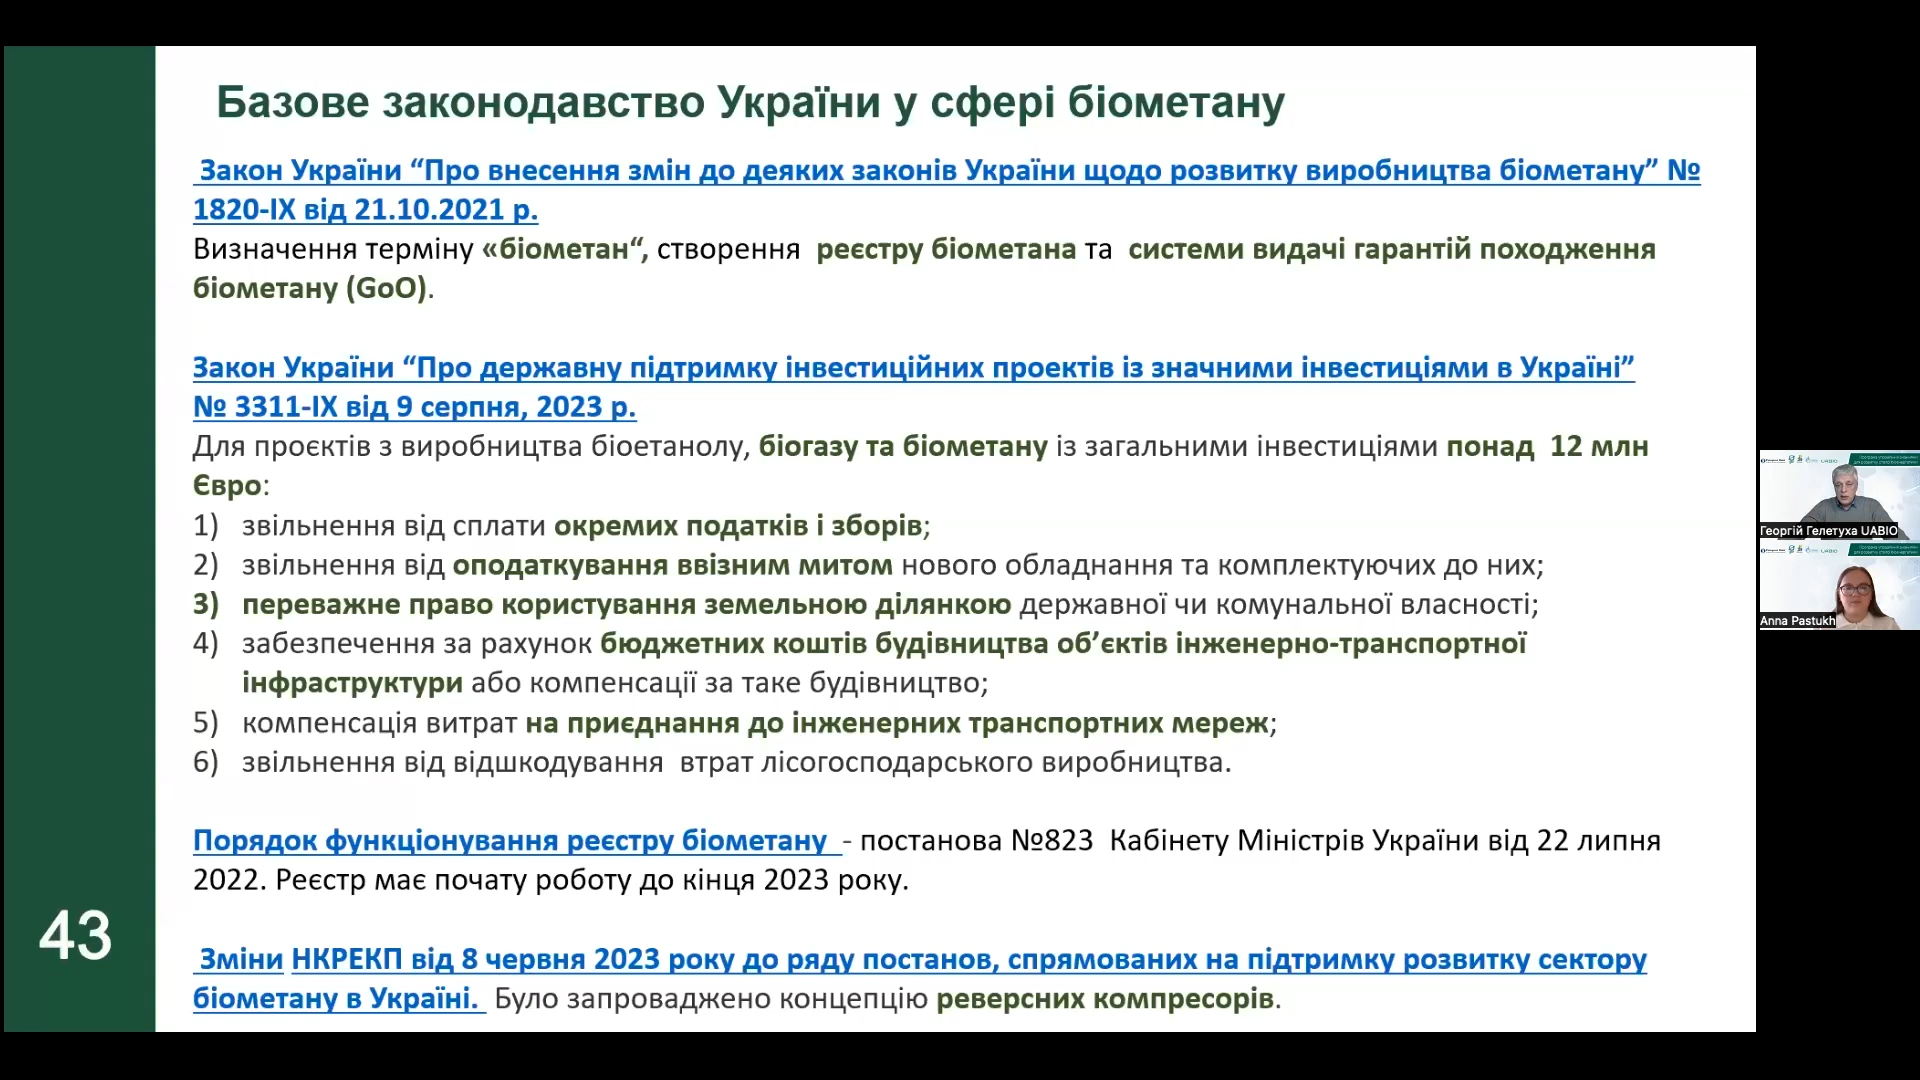 Базове законодавство України у сфері біометану
Закон України “Про внесення змін до деяких законів України щодо розвитку виробництва біометану” №
1820-IX від 21.10.2021 р.
Визначення терміну «біометан“, створення реєстру біометана та системи видачі гарантій походження
біометану (GoO).
Закон України “Про державну підтримку інвестиційних проектів із значними інвестиціями в Україні”
№ 3311-IX від 9 серпня, 2023 р.
Для проєктів з виробництва біоетанолу, біогазу та біометану із загальними інвестиціями понад 12 млн
Євро:
1) звільнення від сплати окремих податків і зборів;
2) звільнення від оподаткування ввізним митом нового обладнання та комплектуючих до них;
3) переважне право користування земельною ділянкою державної чи комунальної власності;
4) забезпечення за рахунок бюджетних коштів будівництва об’єктів інженерно-транспортної
інфраструктури або компенсації за таке будівництво;
5) компенсація витрат на приєднання до інженерних транспортних мереж;
6) звільнення від відшкодування втрат лісогосподарського виробництва.
Порядок функціонування реєстру біометану - постанова №823 Кабінету Міністрів України від 22 липня
2022. Реєстр має почату роботу до кінця 2023 року.
Зміни НКРЕКП від 8 червня 2023 року до ряду постанов, спрямованих на підтримку розвитку сектору
біометану в Україні. Було запроваджено концепцію реверсних компресорів.
43
Георгій Гелетуха UABIO
Anna Pastukh